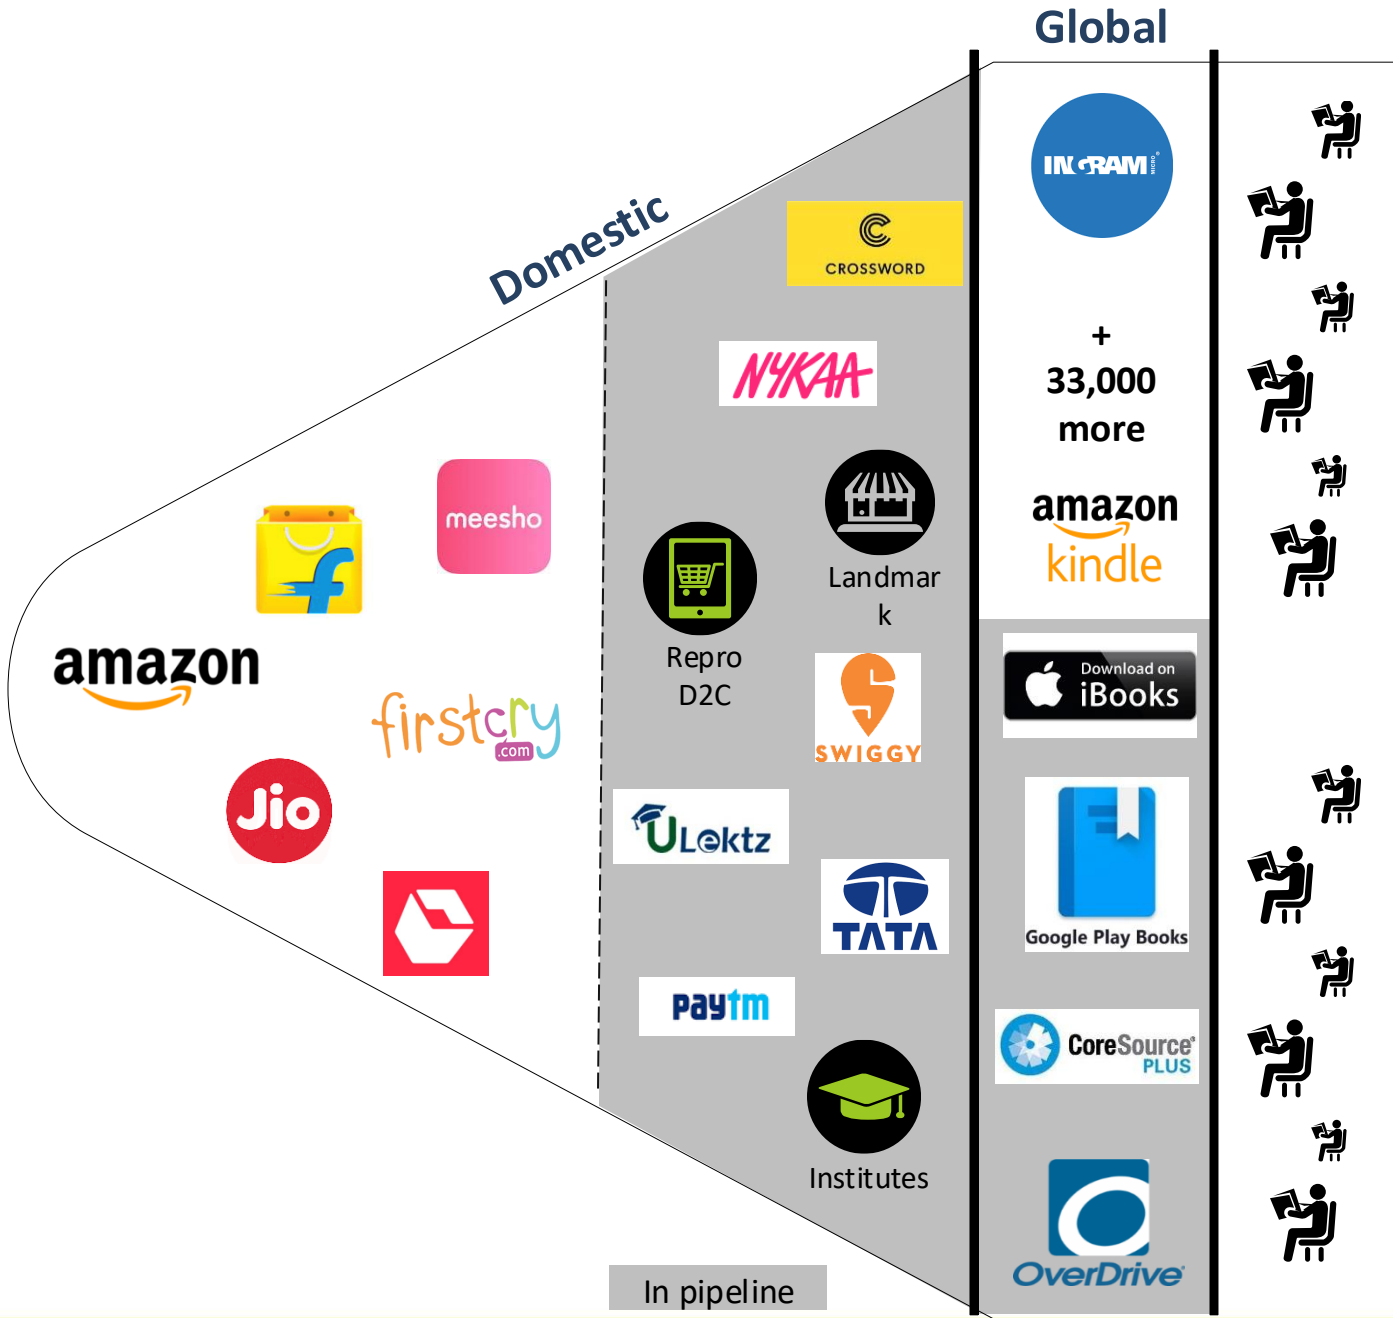 Global
Domestic
INGRAM
MICRO
CROSSWORD
+
33,000
more
NYKAA
meesho
amazon
kindle
Landmar
k
Repro
D2C
amazon
Download on
iBooks
firstcry
.com
SWIGGY
Jio
ULektz
TATA
Google Play Books
paytm
CoreSource®
PLUS
Institutes
OverDrive®
In pipeline